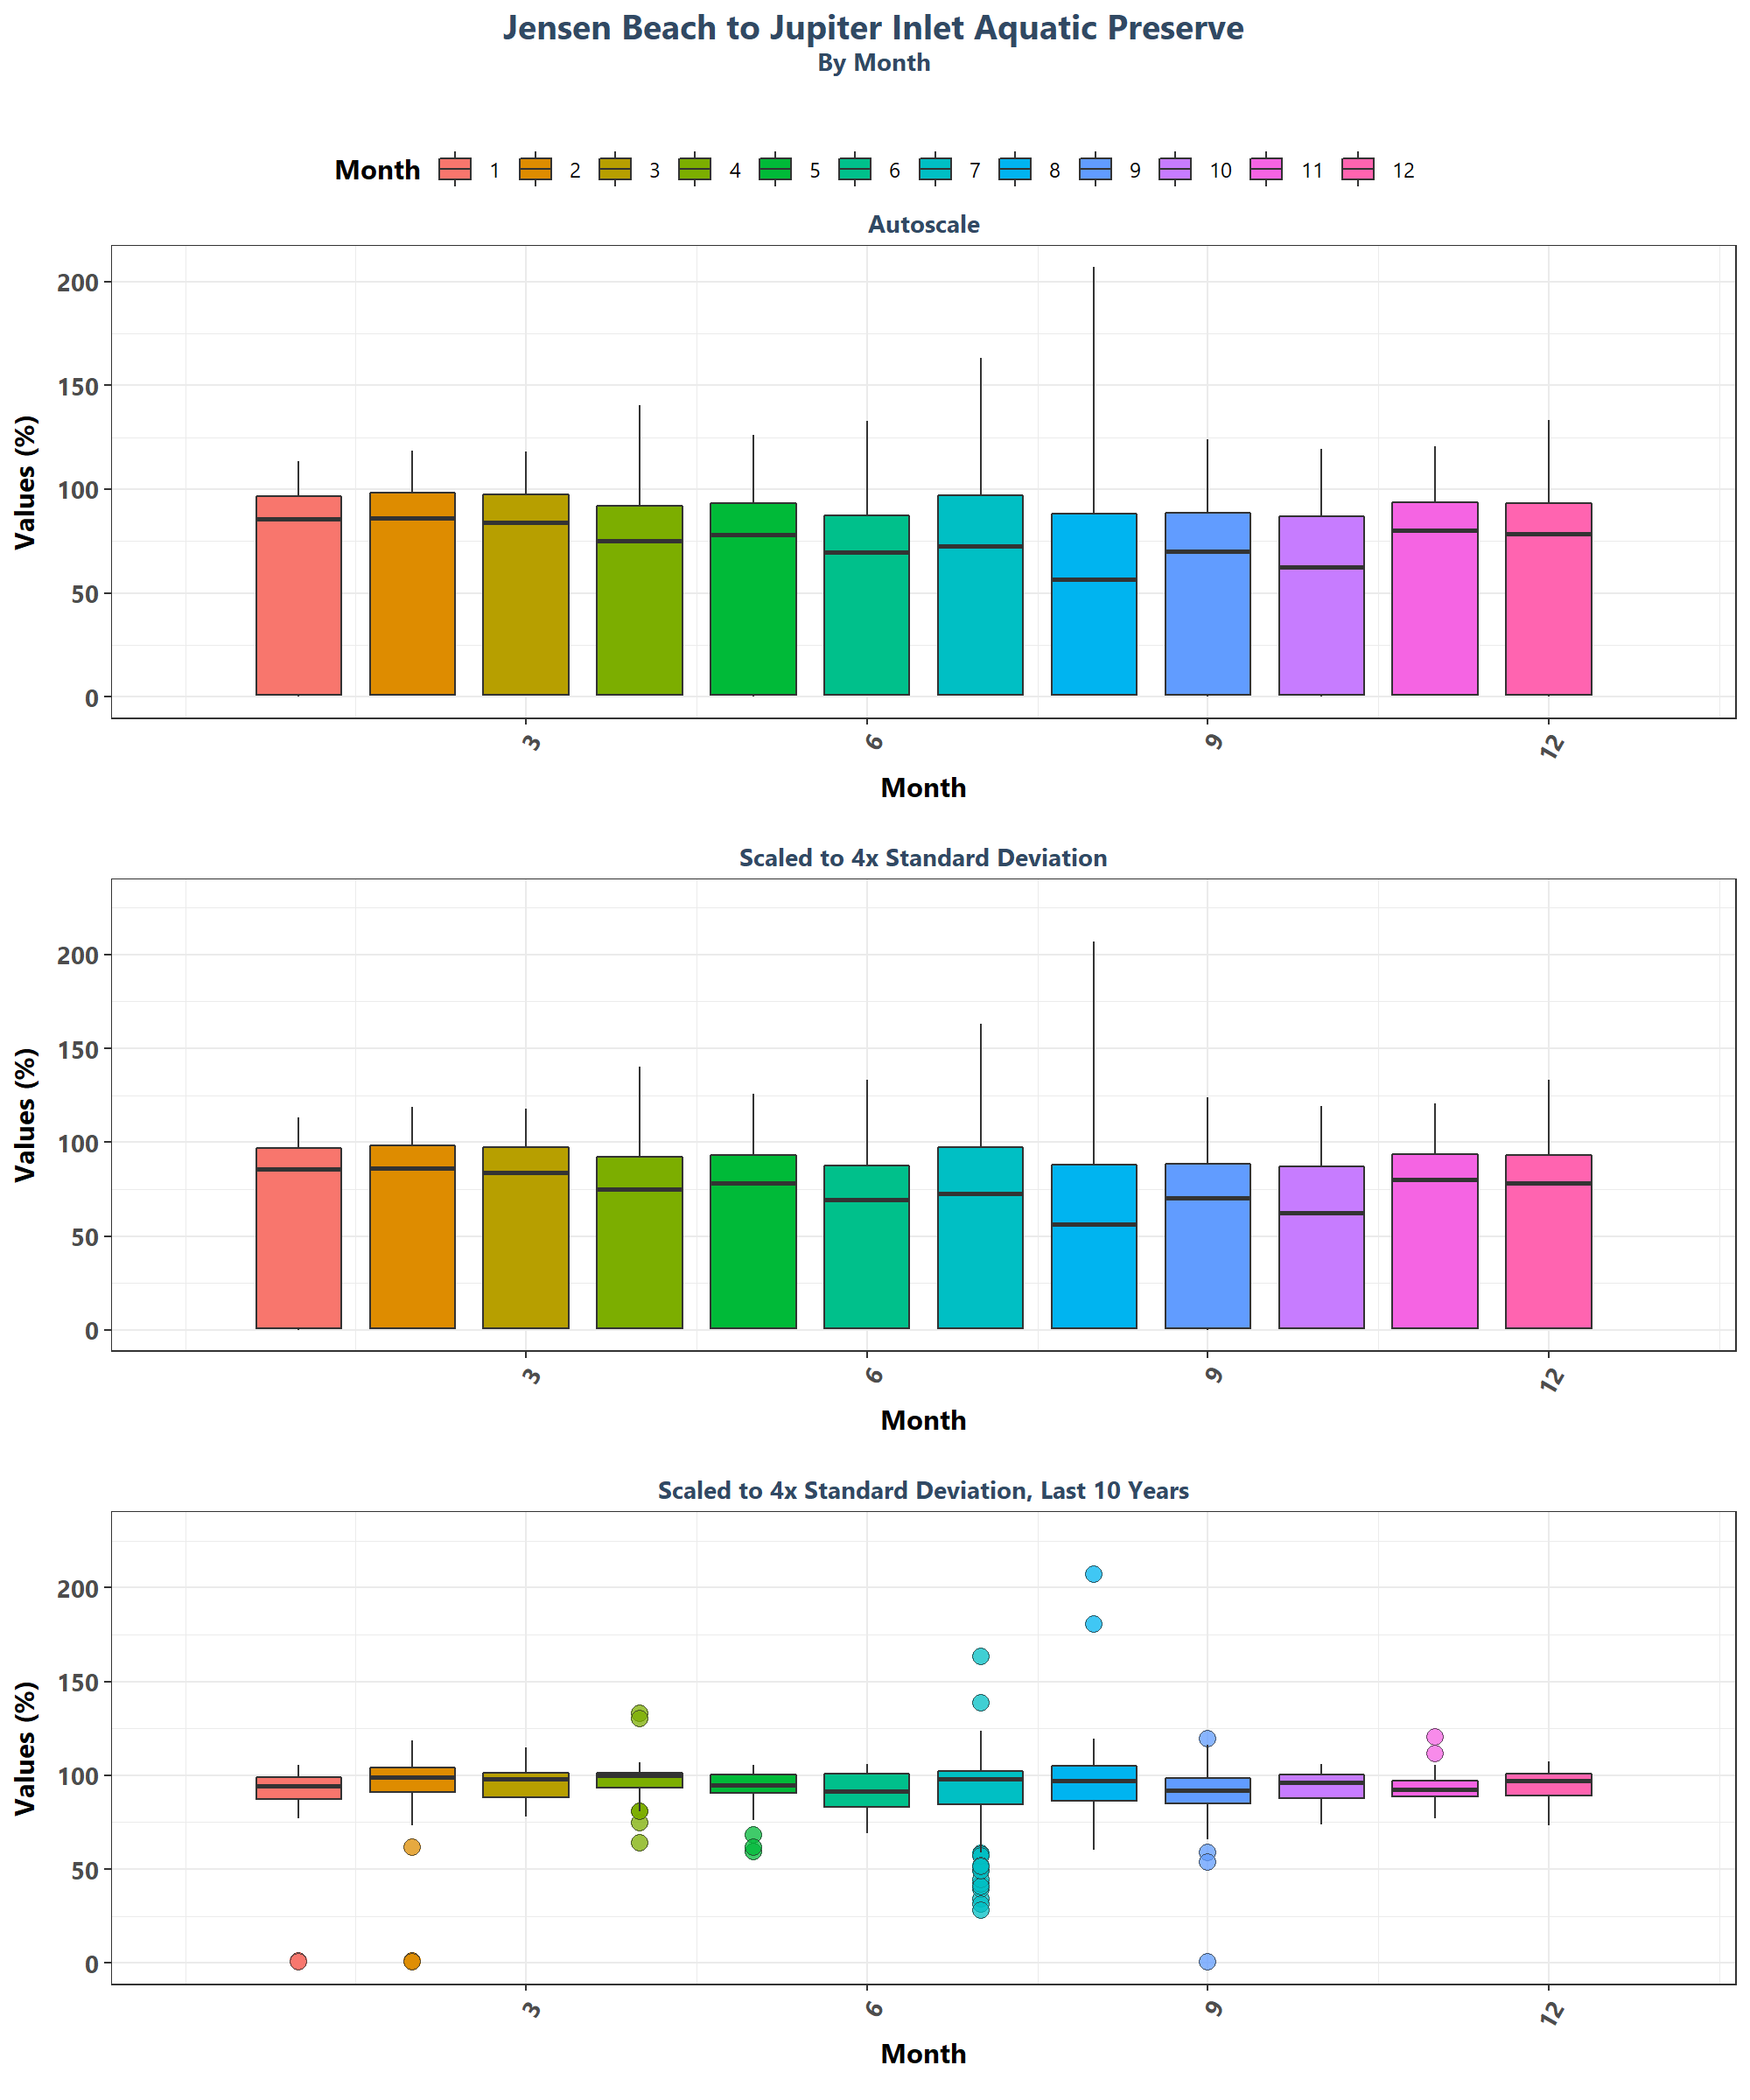 Jensen Beach to Jupiter Inlet Aquatic Preserve
By Month
Month 1 2 3 4 5 6 7 8 9 10 11 12
Autoscale
Values (%)
200
150
100
50
0
3 6 9 12
Month
Scaled to 4x Standard Deviation
Values (%)
200
150
100
50
0
3 6 9 12
Month
Scaled to 4x Standard Deviation, Last 10 Years
Values (%)
200
150
100
50
0
3 6 9 12
Month